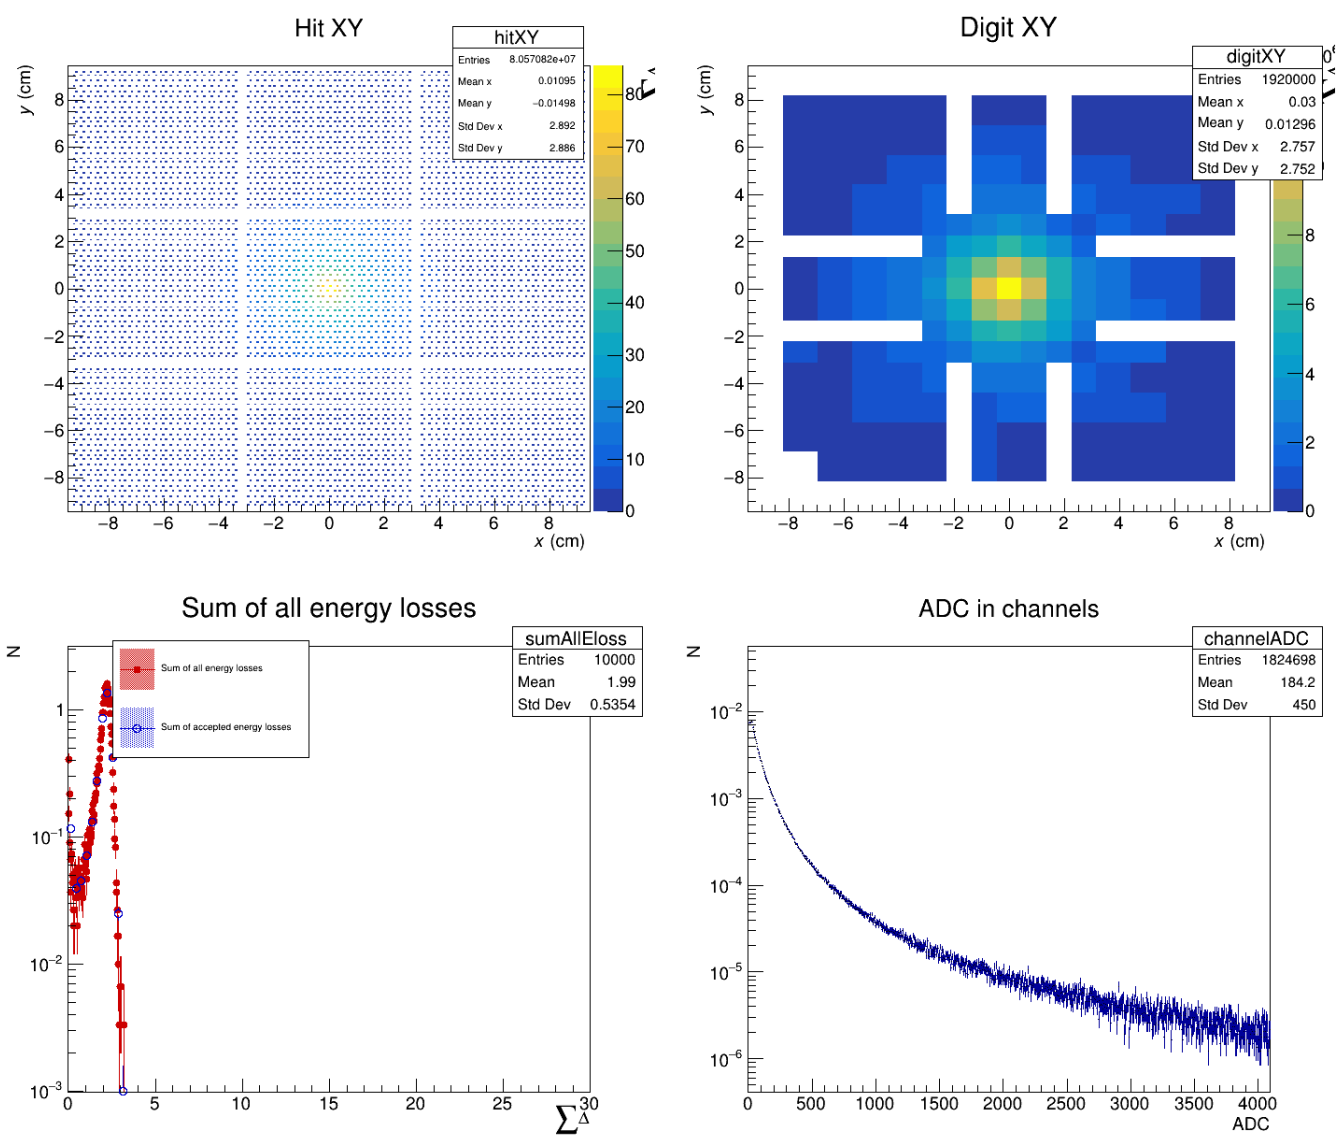 Hit XY
hitXY
Entries 8.057082e+07
Mean x 0.01095
Mean y −0.01498
Std Dev x 2.892
Std Dev y 2.886
y (cm)
8
6
4
2
0
−2
−4
−6
−8
−8 −6 −4 −2 0 2 4 6 8
x (cm)
80
70
60
50
40
30
20
10
0
Digit XY
digitXY
Entries 1920000
Mean x 0.03
Mean y 0.01296
Std Dev x 2.757
Std Dev y 2.752
y (cm)
8
6
4
2
0
−2
−4
−6
−8
−8 −6 −4 −2 0 2 4 6 8
x (cm)
8
6
4
2
0
Sum of all energy losses
sumAllEloss
Entries 10000
Mean 1.99
Std Dev 0.5354
Sum of all energy losses
Sum of accepted energy losses
N
1
10−1
10−2
10−3
0 5 10 15 20 25 30
ΣΔ
ADC in channels
channelADC
Entries 1824698
Mean 184.2
Std Dev 450
N
10−2
10−3
10−4
10−5
10−6
0 500 1000 1500 2000 2500 3000 3500 4000
ADC